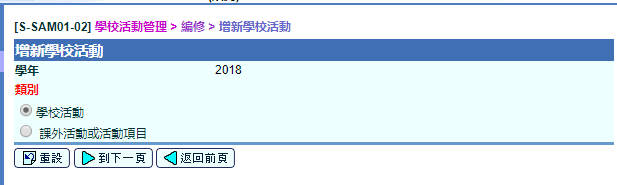 [S-SAM01-02] 學校活動管理 > 編修 > 增新學校活動
增新學校活動
學年 2018
類別
學校活動
課外活動或活動項目
重設 到下一頁 返回前頁